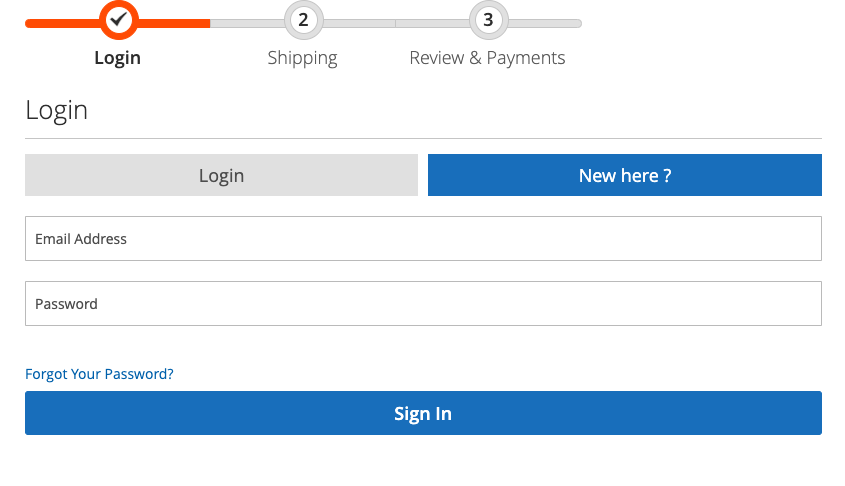 2 3
Login Shipping Review & Payments
Login
Login New here ?
Email Address
Password
Forgot Your Password?
Sign In